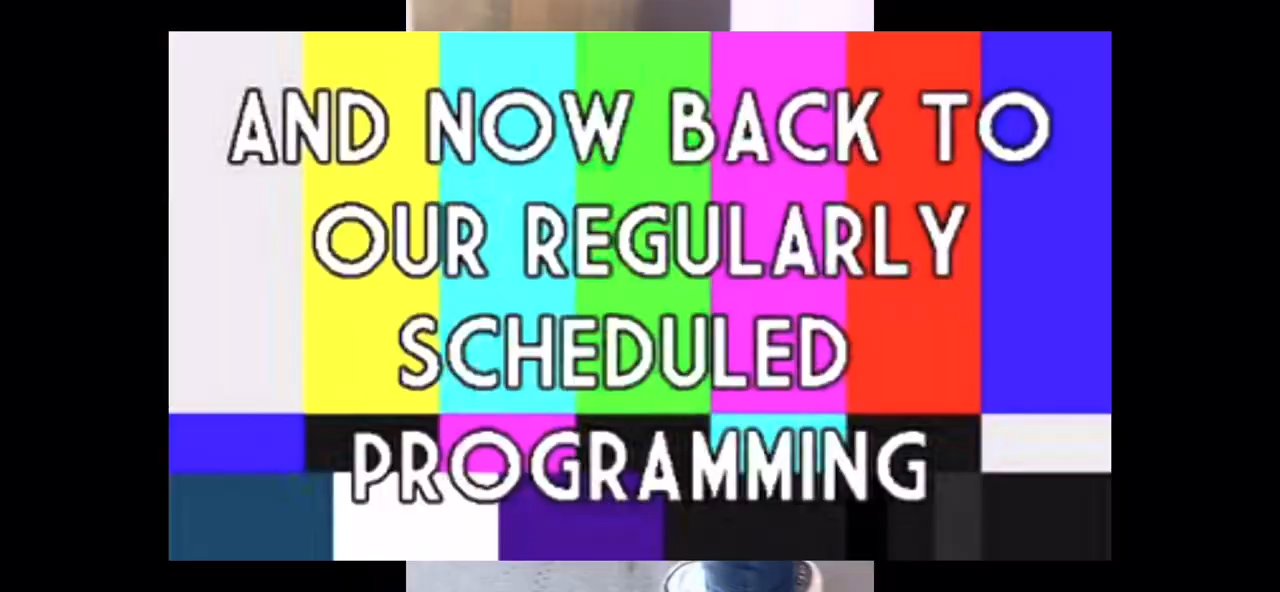 AND NOW BACK TO
OUR REGULARLY
SCHEDULED
PROGRAMMING